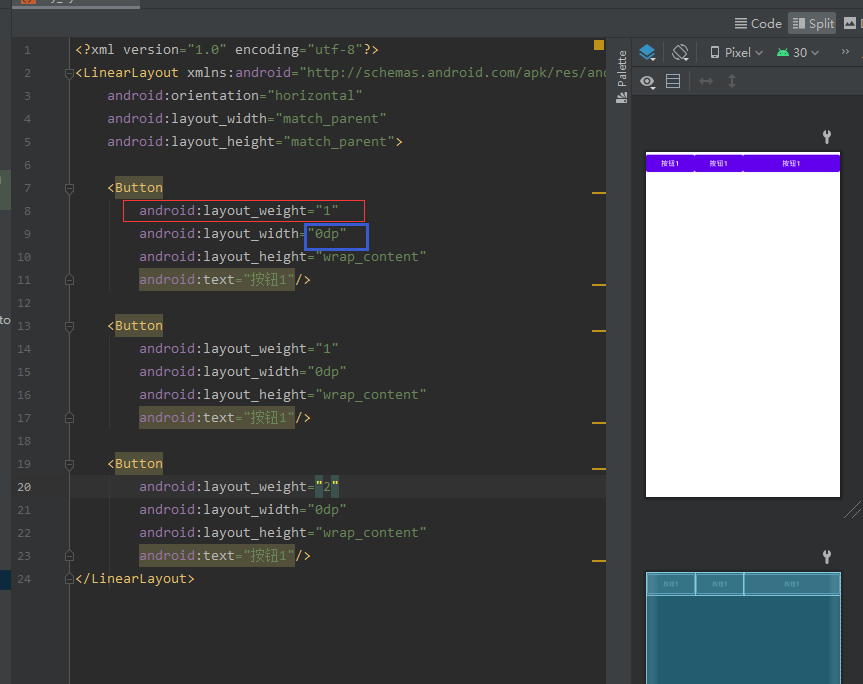 Code
Split
Palette
Pixel
30
1 <?xml version="1.0" encoding="utf-8"?>
2 <LinearLayout xmlns:android="http://schemas.android.com/apk/res/and
3 android:orientation="horizontal"
4 android:layout_width="match_parent"
5 android:layout_height="match_parent">
6
7 <Button
8 android:layout_weight="1"
9 android:layout_width="0dp"
10 android:layout_height="wrap_content"
11 android:text="按钮1"/>
12
13 <Button
14 android:layout_weight="1"
15 android:layout_width="0dp"
16 android:layout_height="wrap_content"
17 android:text="按钮1"/>
18
19 <Button
20 android:layout_weight="2"
21 android:layout_width="0dp"
22 android:layout_height="wrap_content"
23 android:text="按钮1"/>
24 </LinearLayout>
to
按钮1 按钮1 按钮1
按钮1 按钮1 按钮1